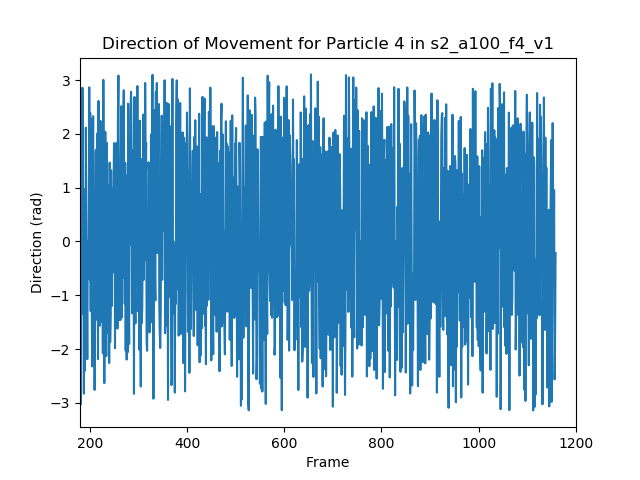 Direction of Movement for Particle 4 in s2_a100_f4_v1
3
2
1
0
−1
−2
−3
Direction (rad)
200 400 600 800 1000 1200
Frame